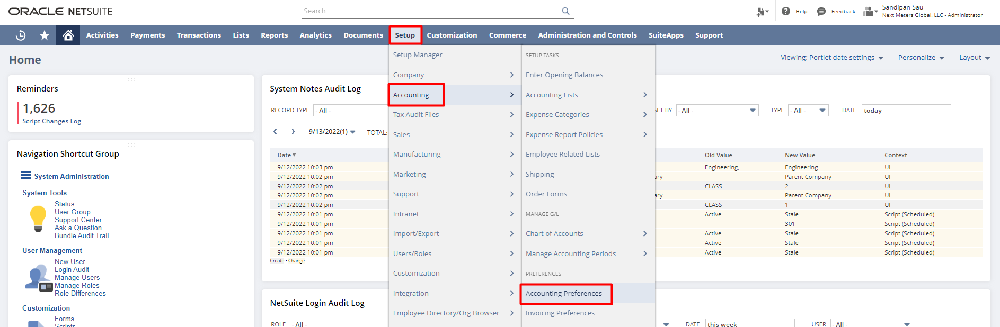 ORACLE NETSUITE
Search
Help
Feedback
Sandipan Sau
Next Meters Global, LLC - Administrator
Activities Payments Transactions Lists Reports Analytics Documents Setup Customization Commerce Administration and Controls SuiteApps Support
Home
Viewing: Portlet date settings
Personalize
Layout
Reminders
1,626
Script Changes Log
Navigation Shortcut Group
System Administration
System Tools
Status
User Group
Support Center
Ask a Question
Bundle Audit Trail
User Management
New User
Login Audit
Manage Users
Manage Roles
Role Differences
Customization
Forms
Scripts
System Notes Audit Log
RECORD TYPE - All -
SET BY - All -
TYPE - All -
DATE today
9/13/2022(1)
TOTAL:
Date Old Value New Value Context
9/12/2022 10:03 pm Engineering, Engineering UI
9/12/2022 10:02 pm ary Parent Company UI
9/12/2022 10:02 pm CLASS 2 UI
9/12/2022 10:02 pm ary Parent Company UI
9/12/2022 10:02 pm CLASS 1 UI
9/12/2022 10:01 pm Active Stale Script (Scheduled)
9/12/2022 10:01 pm 301 Script (Scheduled)
9/12/2022 10:01 pm Active Stale Script (Scheduled)
9/12/2022 10:01 pm Active Stale Script (Scheduled)
9/12/2022 10:01 pm Active Stale Script (Scheduled)
Create • Change
NetSuite Login Audit Log
ROLE - All -
DATE this week
USER - All -
Setup Manager
Company
Accounting
Tax Audit Files
Sales
Manufacturing
Marketing
Support
Intranet
Import/Export
Users/Roles
Customization
Integration
Employee Directory/Org Browser
SETUP TASKS
Enter Opening Balances
Accounting Lists
Expense Categories
Expense Report Policies
Employee Related Lists
Shipping
Order Forms
MANAGE G/L
Chart of Accounts
Manage Accounting Periods
PREFERENCES
Accounting Preferences
Invoicing Preferences